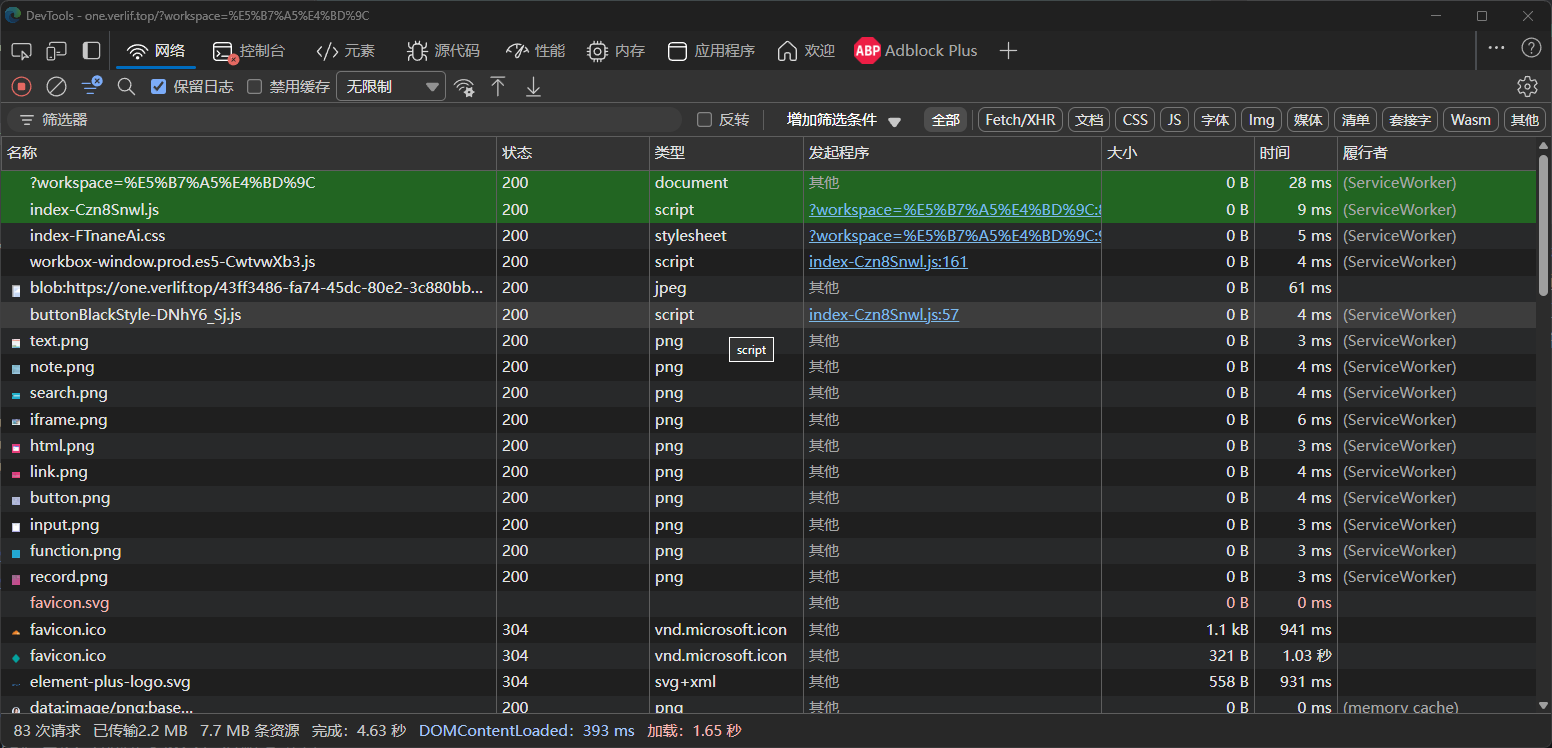 DevTools - one.verlif.top/?workspace=%E5%B7%A5%E4%BD%9C
网络 控制台 元素 源代码 性能 内存 应用程序 欢迎 ABP Adblock Plus
保留日志 禁用缓存 无限制
筛选器 反转 增加筛选条件 全部 Fetch/XHR 文档 CSS JS 字体 Img 媒体 清单 套接字 Wasm 其他
名称 状态 类型 发起程序 大小 时间 履行者
?workspace=%E5%B7%A5%E4%BD%9C 200 document 其他 0 B 28 ms (ServiceWorker)
index-Czn8Snwl.js 200 script ?workspace=%E5%B7%A5%E4%BD%9C:8 0 B 9 ms (ServiceWorker)
index-FTnaneAi.css 200 stylesheet ?workspace=%E5%B7%A5%E4%BD%9C:9 0 B 5 ms (ServiceWorker)
workbox-window.prod.es5-CwtvwXb3.js 200 script index-Czn8Snwl.js:161 0 B 4 ms (ServiceWorker)
blob:https://one.verlif.top/43ff3486-fa74-45dc-80e2-3c880bb... 200 jpeg 其他 0 B 61 ms
buttonBlackStyle-DNhY6_Sj.js 200 script index-Czn8Snwl.js:57 0 B 4 ms (ServiceWorker)
text.png 200 png 其他 0 B 3 ms (ServiceWorker)
script
note.png 200 png 其他 0 B 4 ms (ServiceWorker)
search.png 200 png 其他 0 B 4 ms (ServiceWorker)
iframe.png 200 png 其他 0 B 6 ms (ServiceWorker)
html.png 200 png 其他 0 B 3 ms (ServiceWorker)
link.png 200 png 其他 0 B 4 ms (ServiceWorker)
button.png 200 png 其他 0 B 4 ms (ServiceWorker)
input.png 200 png 其他 0 B 3 ms (ServiceWorker)
function.png 200 png 其他 0 B 3 ms (ServiceWorker)
record.png 200 png 其他 0 B 3 ms (ServiceWorker)
favicon.svg 其他 0 B 0 ms
favicon.ico 304 vnd.microsoft.icon 其他 1.1 kB 941 ms
favicon.ico 304 vnd.microsoft.icon 其他 321 B 1.03 秒
element-plus-logo.svg 304 svg+xml 其他 558 B 931 ms
data:image/png;base... 200 png 其他 0 B 0 ms (memory cache)
83 次请求 已传输2.2 MB 7.7 MB 条资源 完成：4.63 秒 DOMContentLoaded：393 ms 加载：1.65 秒